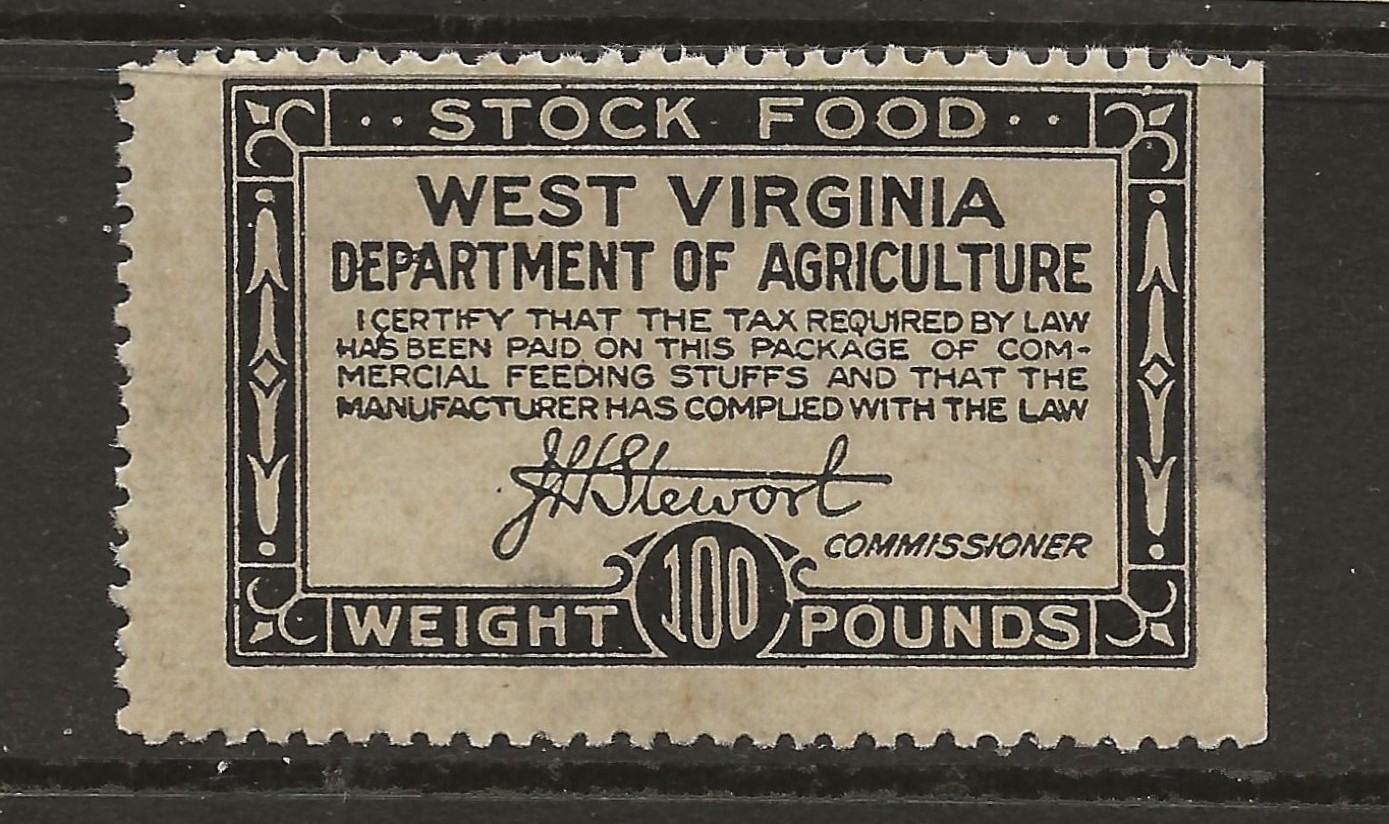 ·· STOCK FOOD ··
WEST VIRGINIA
DEPARTMENT OF AGRICULTURE
I CERTIFY THAT THE TAX REQUIRED BY LAW
HAS BEEN PAID ON THIS PACKAGE OF COM-
MERCIAL FEEDING STUFFS AND THAT THE
MANUFACTURER HAS COMPLIED WITH THE LAW
JHStewart
COMMISSIONER
WEIGHT 100 POUNDS